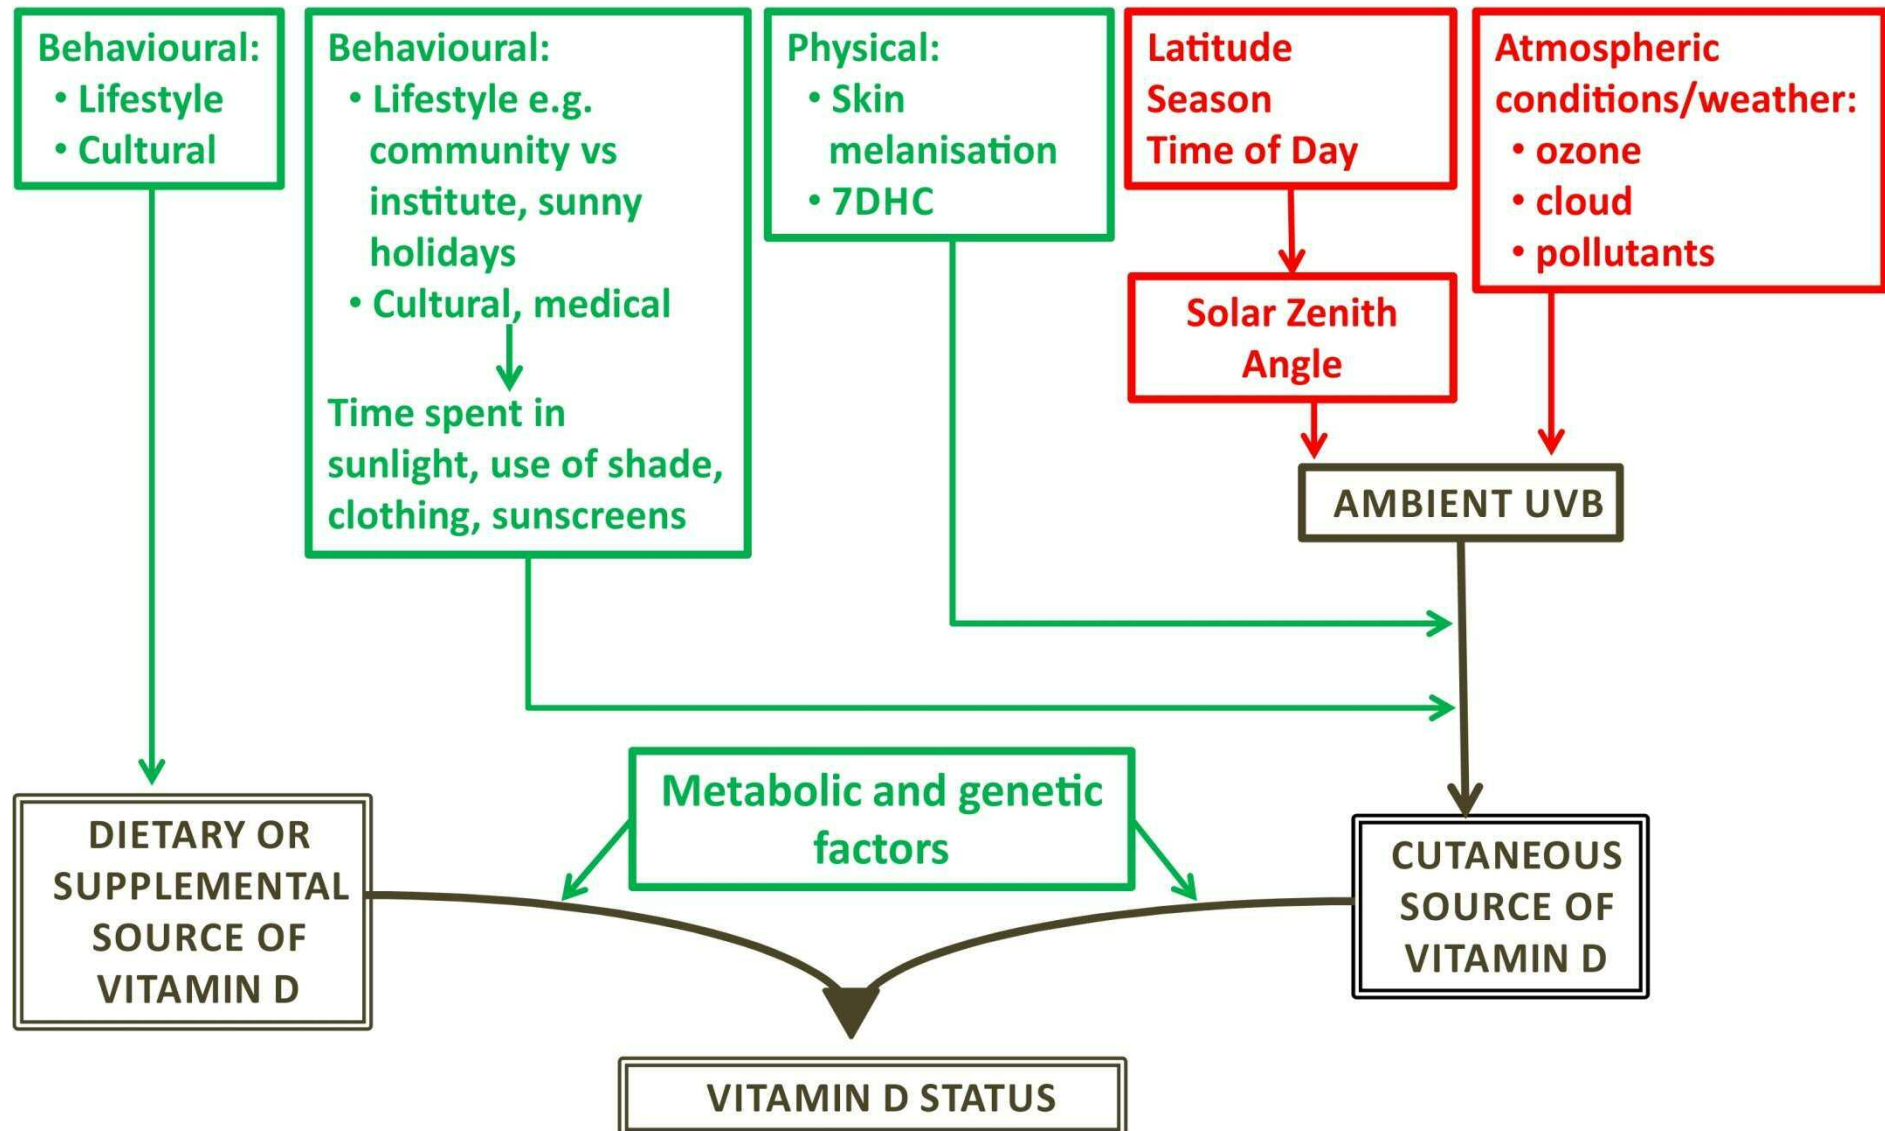 Behavioural:
• Lifestyle
• Cultural
Behavioural:
• Lifestyle e.g.
community vs
institute, sunny
holidays
• Cultural, medical
Time spent in
sunlight, use of shade,
clothing, sunscreens
Physical:
• Skin
melanisation
• 7DHC
Latitude
Season
Time of Day
Atmospheric
conditions/weather:
• ozone
• cloud
• pollutants
Solar Zenith
Angle
AMBIENT UVB
Metabolic and genetic
factors
DIETARY OR
SUPPLEMENTAL
SOURCE OF
VITAMIN D
CUTANEOUS
SOURCE OF
VITAMIN D
VITAMIN D STATUS